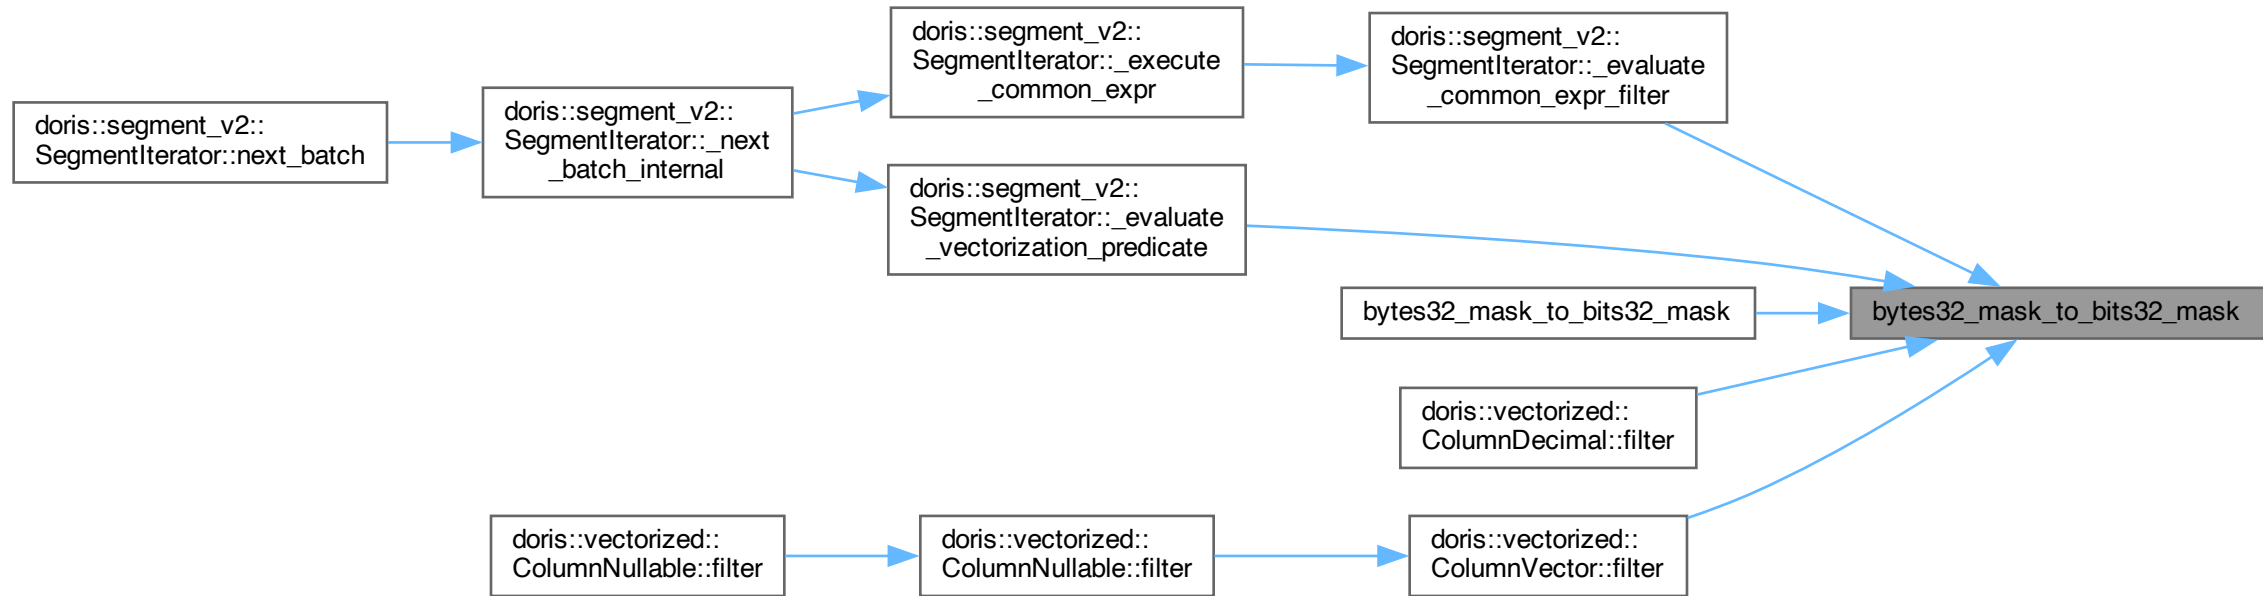 doris::segment_v2::
SegmentIterator::next_batch
doris::segment_v2::
SegmentIterator::_next
_batch_internal
doris::segment_v2::
SegmentIterator::_execute
_common_expr
doris::segment_v2::
SegmentIterator::_evaluate
_common_expr_filter
doris::segment_v2::
SegmentIterator::_evaluate
_vectorization_predicate
bytes32_mask_to_bits32_mask
bytes32_mask_to_bits32_mask
doris::vectorized::
ColumnDecimal::filter
doris::vectorized::
ColumnNullable::filter
doris::vectorized::
ColumnNullable::filter
doris::vectorized::
ColumnVector::filter